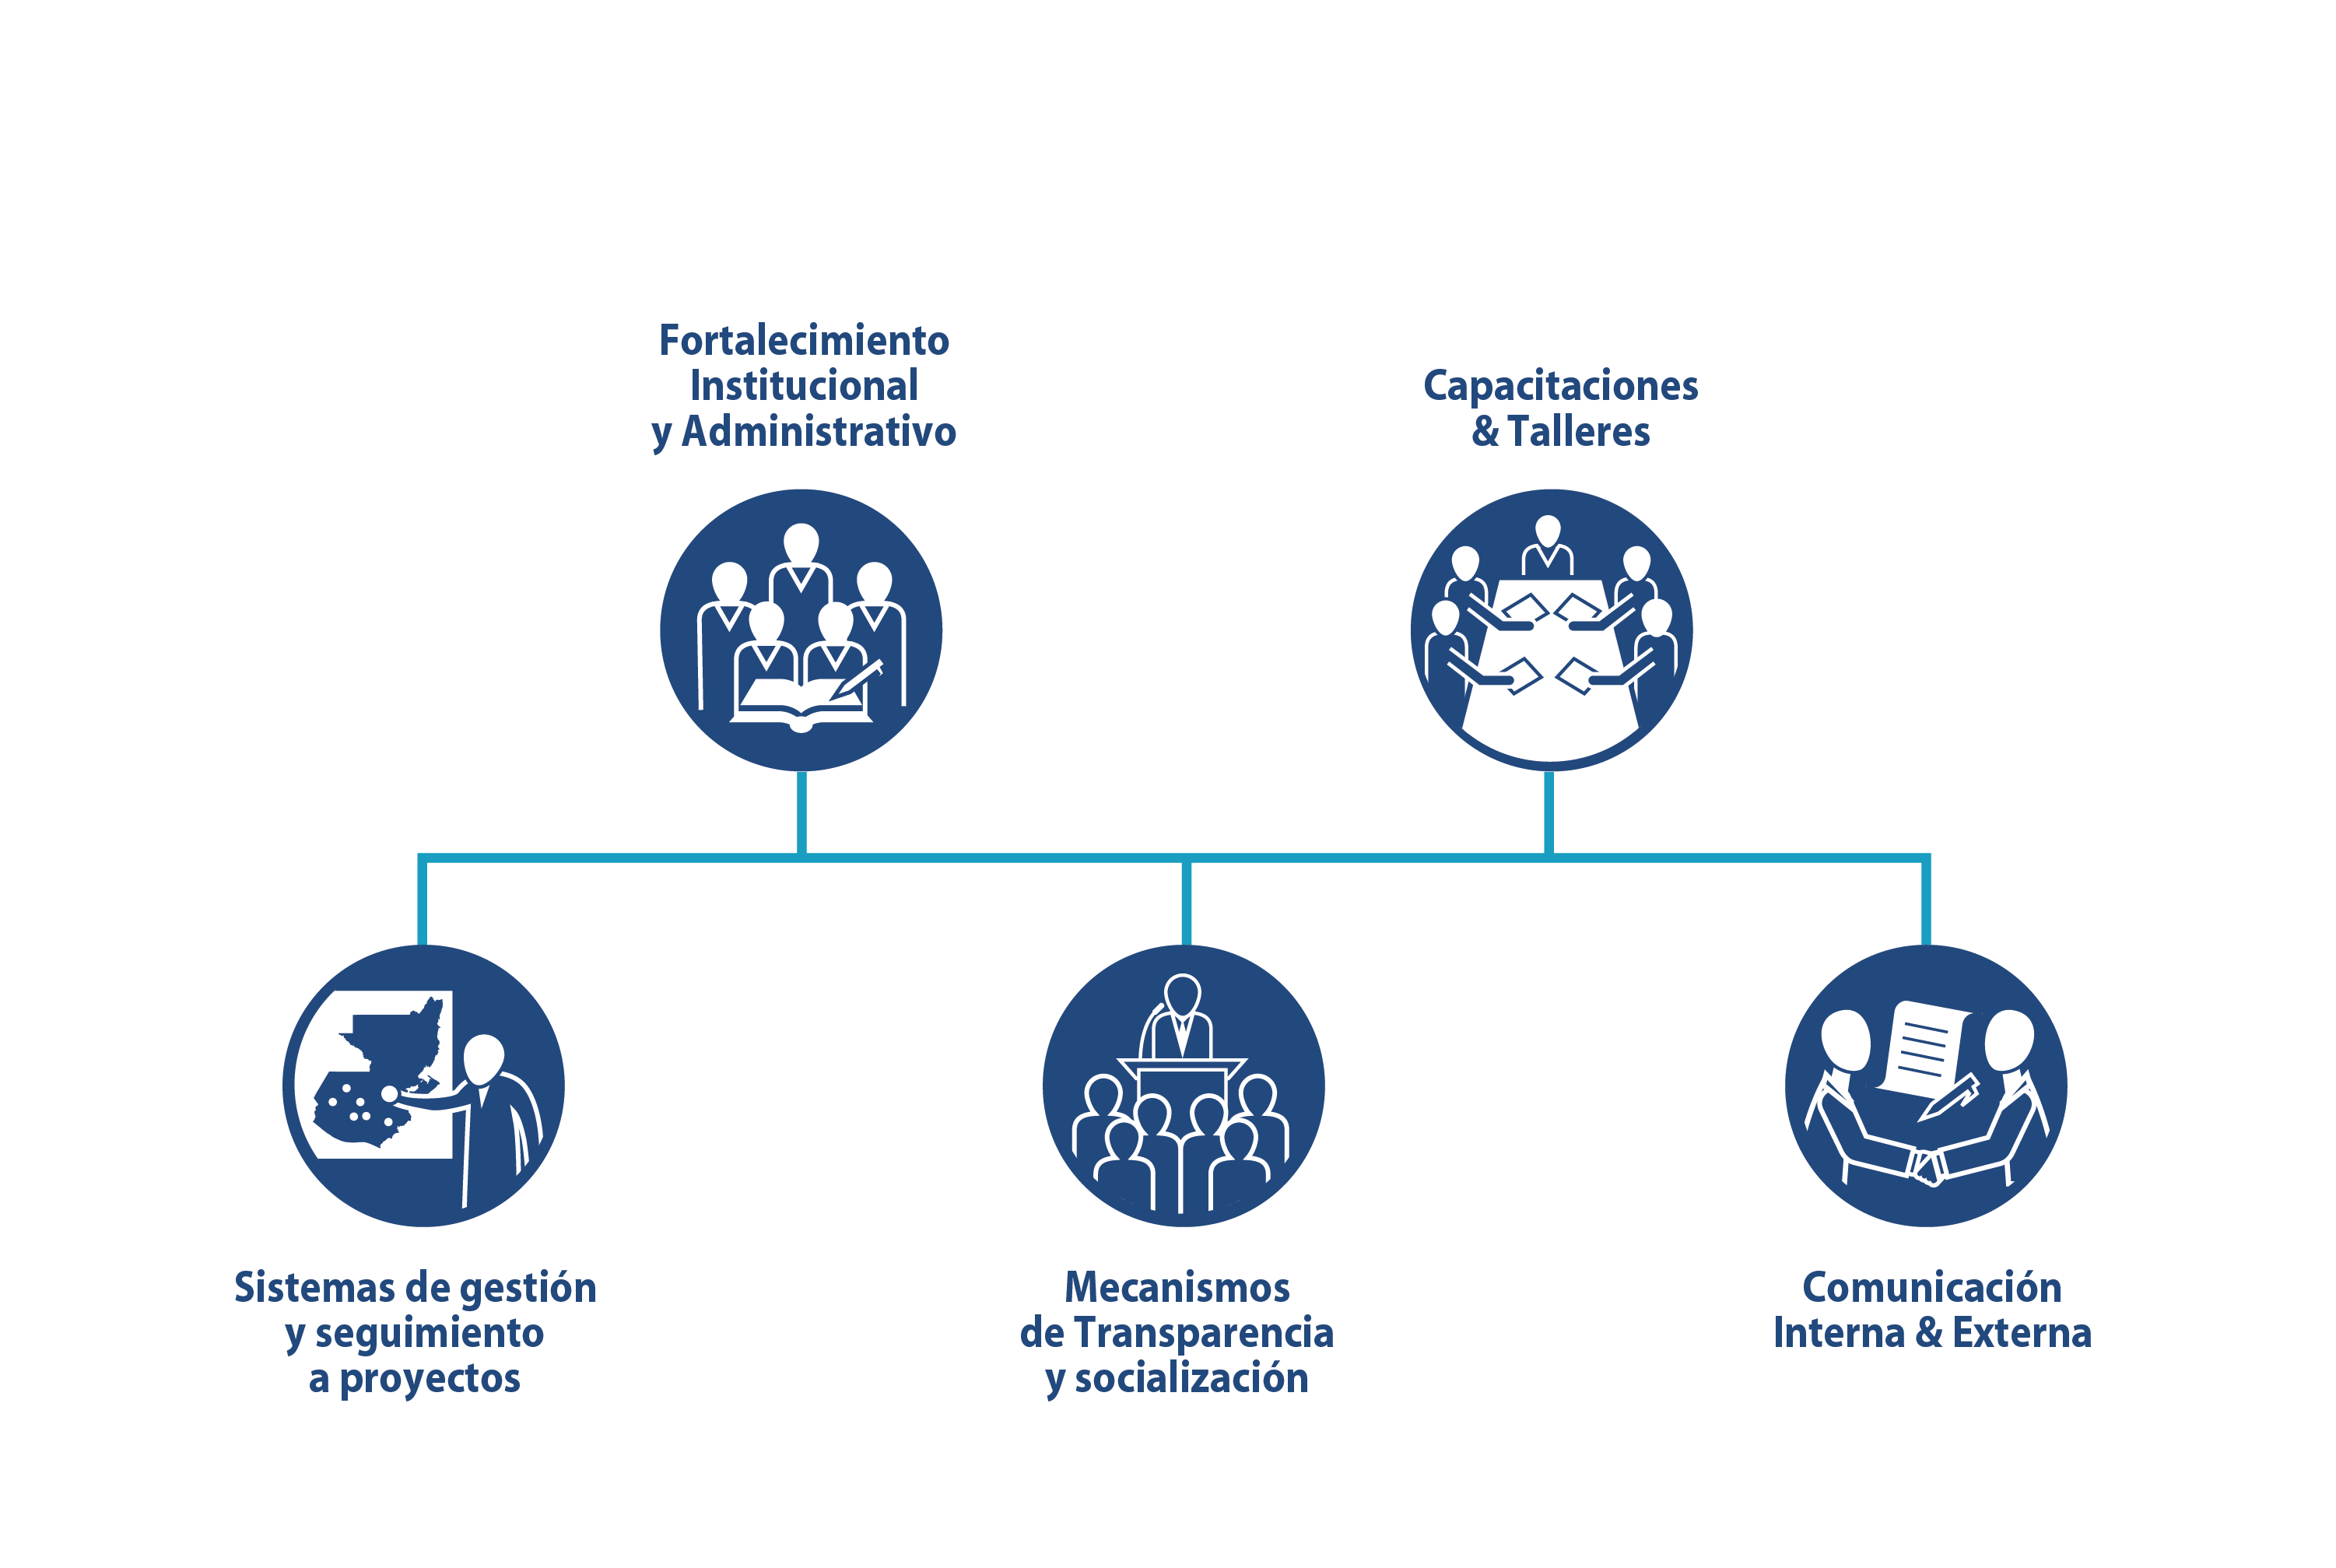 Fortalecimiento
Institucional
y Administrativo
Capacitaciones
& Talleres
Sistemas de gestión
y seguimiento
a proyectos
Mecanismos
de Transparencia
y socialización
Comunicación
Interna & Externa